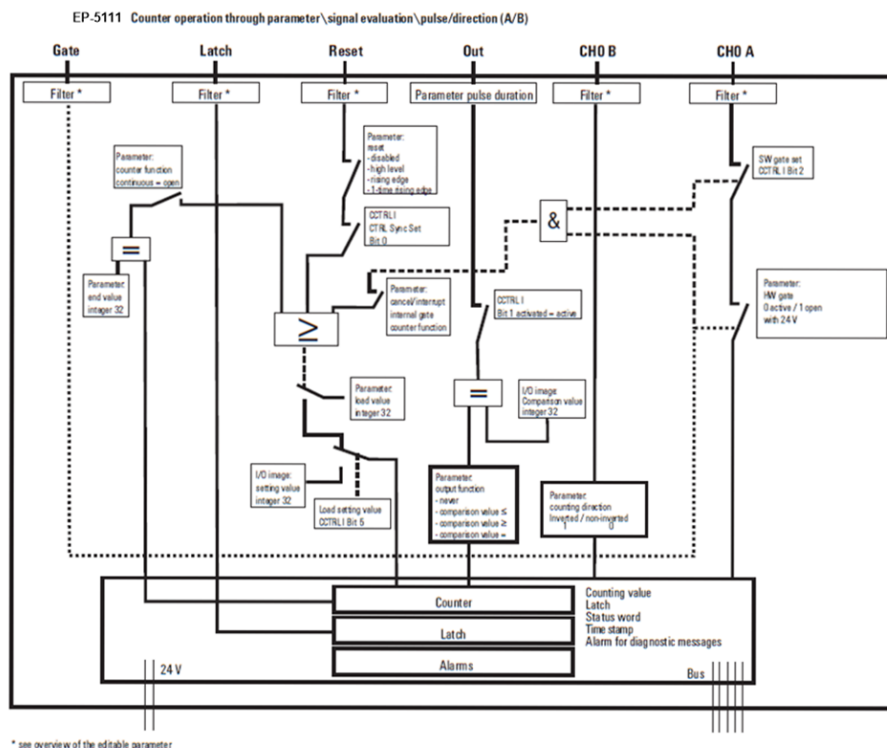 EP-5111 Counter operation through parameter\signal evaluation\pulse/direction (A/B)
Gate
Latch
Reset
Out
CH0 B
CH0 A
Filter *
Filter *
Filter *
Parameter pulse duration
Filter *
Filter *
Parameter:
counter function
continuous = open
Parameter:
reset
- disabled
- high level
- rising edge
- 1-time rising edge
SW gate set
CCTRL I Bit 2
CCTRL I
CTRL Sync Set
Bit 0
&
=
Parameter:
end value
integer 32
Parameter:
cancel/interrupt
internal gate
counter function
CCTRL I
Bit 1 activated = active
Parameter:
HW gate
0 active / 1 open
with 24 V
≥
Parameter:
load value
integer 32
=
I/O image:
Comparison value
integer 32
I/O image:
setting value
integer 32
Load setting value
CCTRL I Bit 5
Parameter:
output function
- never
- comparison value ≤
- comparison value ≥
- comparison value =
Parameter:
counting direction
Inverted / non-inverted
1 0
Counter
Latch
Alarms
Counting value
Latch
Status word
Time stamp
Alarm for diagnostic messages
24 V
Bus
* see overview of the editable parameter